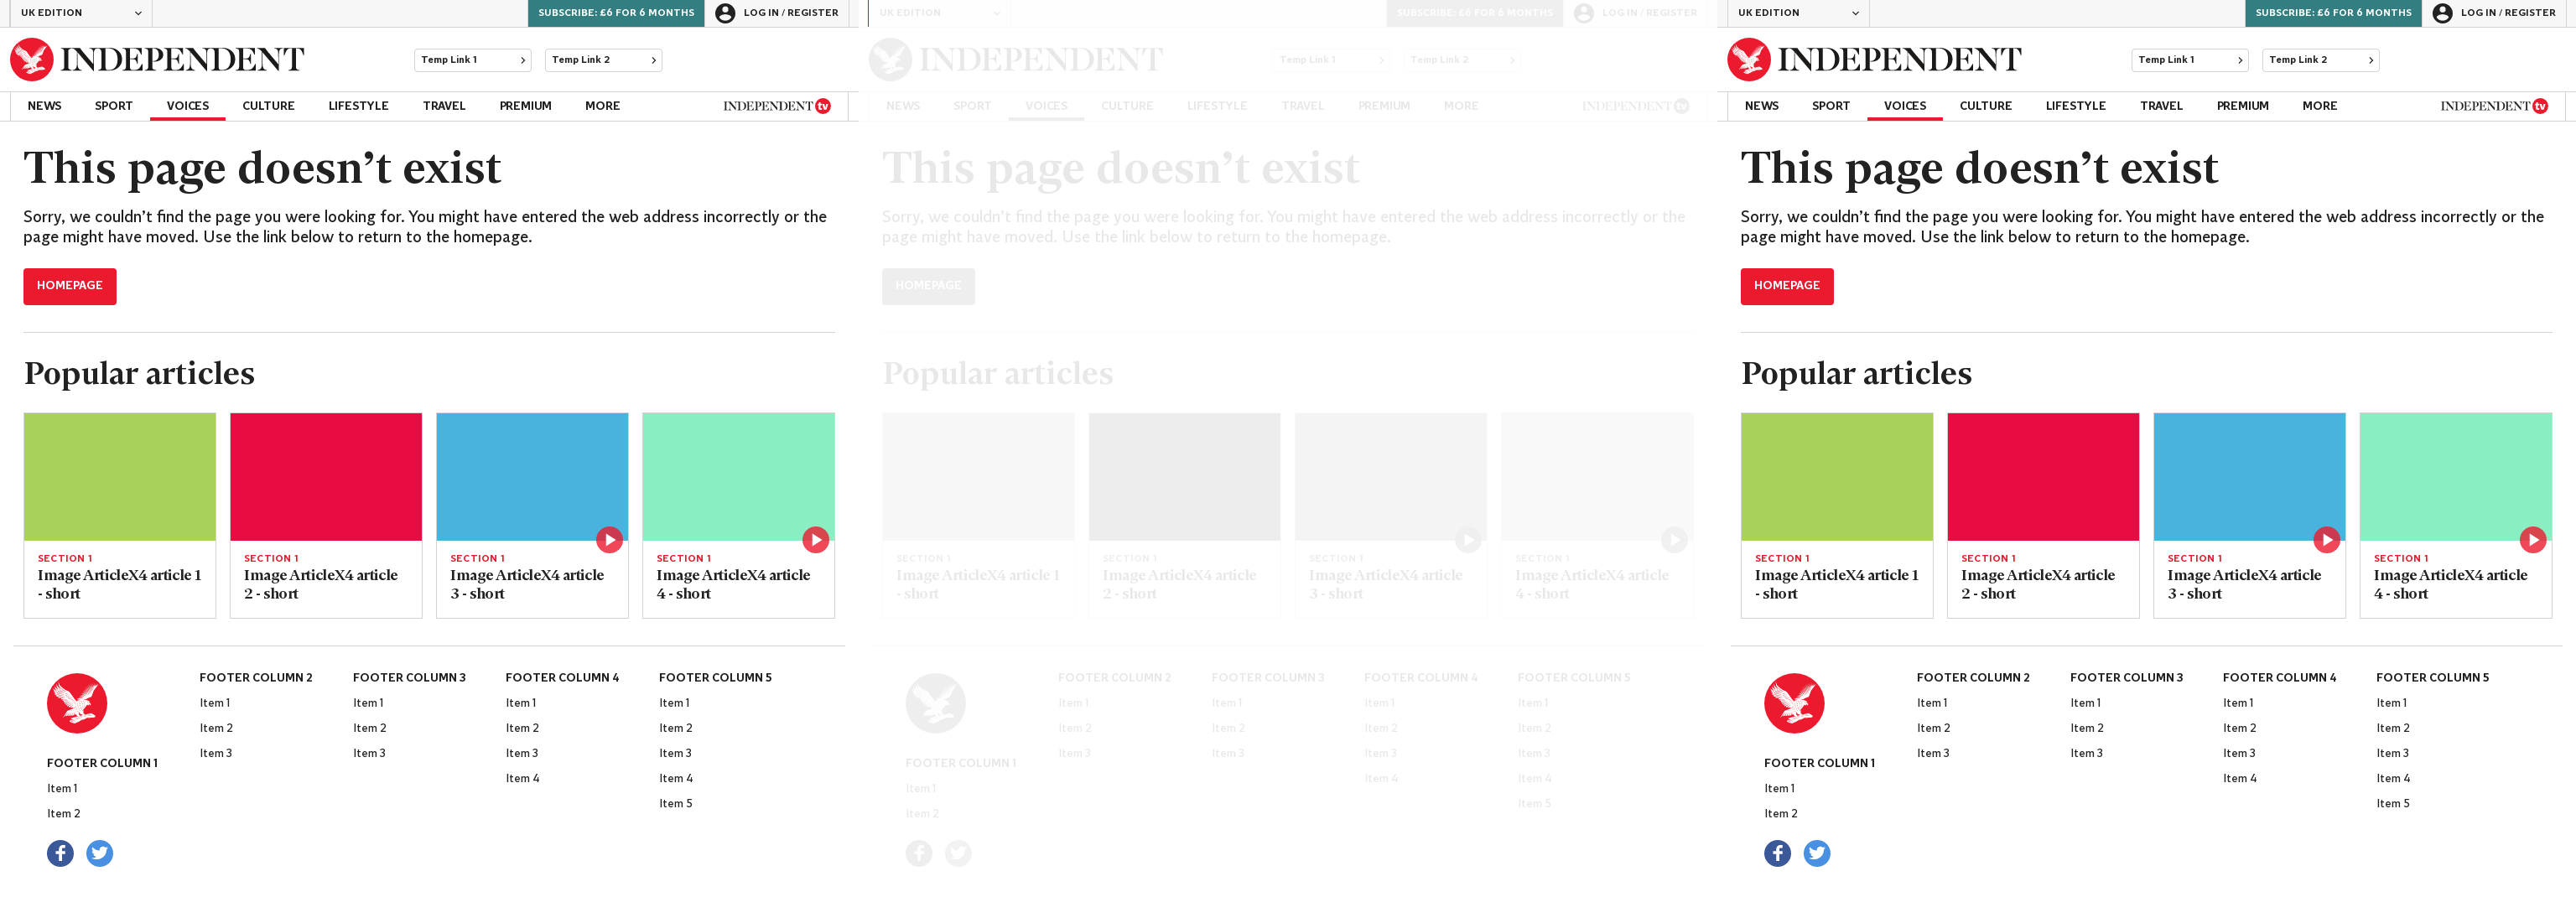 UK EDITION
SUBSCRIBE: £6 FOR 6 MONTHS
LOG IN / REGISTER
INDEPENDENT
Temp Link 1
Temp Link 2
NEWS SPORT VOICES CULTURE LIFESTYLE TRAVEL PREMIUM MORE INDEPENDENT tv
This page doesn’t exist
Sorry, we couldn’t find the page you were looking for. You might have entered the web address incorrectly or the
page might have moved. Use the link below to return to the homepage.
HOMEPAGE
Popular articles
SECTION 1
Image ArticleX4 article 1
- short
SECTION 1
Image ArticleX4 article
2 - short
SECTION 1
Image ArticleX4 article
3 - short
SECTION 1
Image ArticleX4 article
4 - short
FOOTER COLUMN 1
Item 1
Item 2
FOOTER COLUMN 2
Item 1
Item 2
Item 3
FOOTER COLUMN 3
Item 1
Item 2
Item 3
FOOTER COLUMN 4
Item 1
Item 2
Item 3
Item 4
FOOTER COLUMN 5
Item 1
Item 2
Item 3
Item 4
Item 5
UK EDITION
SUBSCRIBE: £6 FOR 6 MONTHS
LOG IN / REGISTER
INDEPENDENT
Temp Link 1
Temp Link 2
NEWS SPORT VOICES CULTURE LIFESTYLE TRAVEL PREMIUM MORE INDEPENDENT tv
This page doesn’t exist
Sorry, we couldn’t find the page you were looking for. You might have entered the web address incorrectly or the
page might have moved. Use the link below to return to the homepage.
HOMEPAGE
Popular articles
SECTION 1
Image ArticleX4 article 1
- short
SECTION 1
Image ArticleX4 article
2 - short
SECTION 1
Image ArticleX4 article
3 - short
SECTION 1
Image ArticleX4 article
4 - short
FOOTER COLUMN 1
Item 1
Item 2
FOOTER COLUMN 2
Item 1
Item 2
Item 3
FOOTER COLUMN 3
Item 1
Item 2
Item 3
FOOTER COLUMN 4
Item 1
Item 2
Item 3
Item 4
FOOTER COLUMN 5
Item 1
Item 2
Item 3
Item 4
Item 5
UK EDITION
SUBSCRIBE: £6 FOR 6 MONTHS
LOG IN / REGISTER
INDEPENDENT
Temp Link 1
Temp Link 2
NEWS SPORT VOICES CULTURE LIFESTYLE TRAVEL PREMIUM MORE INDEPENDENT tv
This page doesn’t exist
Sorry, we couldn’t find the page you were looking for. You might have entered the web address incorrectly or the
page might have moved. Use the link below to return to the homepage.
HOMEPAGE
Popular articles
SECTION 1
Image ArticleX4 article 1
- short
SECTION 1
Image ArticleX4 article
2 - short
SECTION 1
Image ArticleX4 article
3 - short
SECTION 1
Image ArticleX4 article
4 - short
FOOTER COLUMN 1
Item 1
Item 2
FOOTER COLUMN 2
Item 1
Item 2
Item 3
FOOTER COLUMN 3
Item 1
Item 2
Item 3
FOOTER COLUMN 4
Item 1
Item 2
Item 3
Item 4
FOOTER COLUMN 5
Item 1
Item 2
Item 3
Item 4
Item 5